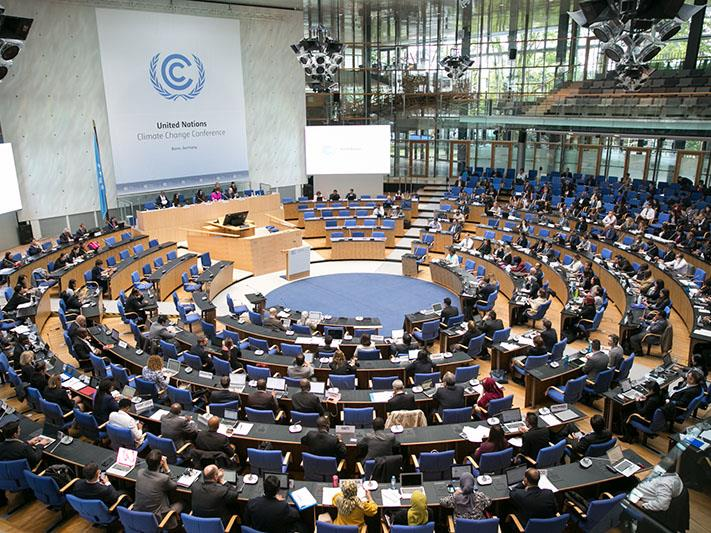 United Nations
Climate Change Conference
Bonn, Germany